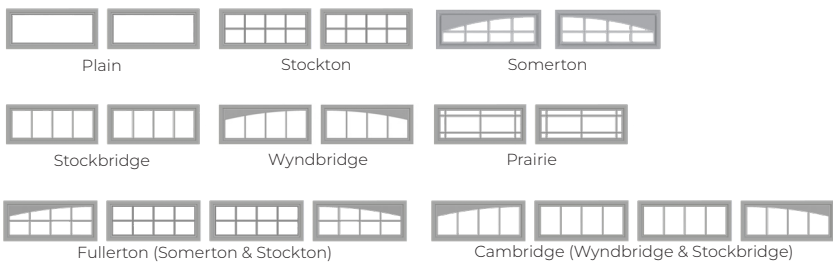 Plain
Stockton
Somerton
Stockbridge
Wyndbridge
Prairie
Fullerton (Somerton & Stockton)
Cambridge (Wyndbridge & Stockbridge)